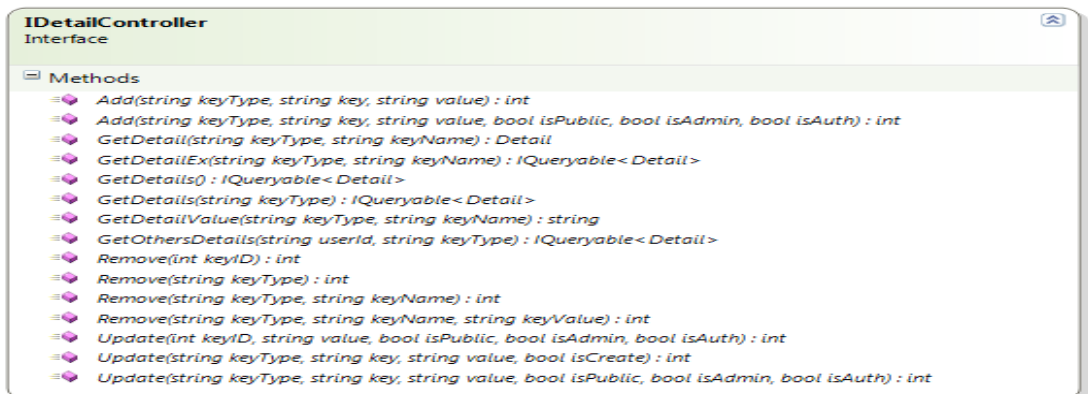 IDetailController
Interface
Methods
Add(string keyType, string key, string value) : int
Add(string keyType, string key, string value, bool isPublic, bool isAdmin, bool isAuth) : int
GetDetail(string keyType, string keyName) : Detail
GetDetailEx(string keyType, string keyName) : IQueryable<Detail>
GetDetails() : IQueryable<Detail>
GetDetails(string keyType) : IQueryable<Detail>
GetDetailValue(string keyType, string keyName) : string
GetOthersDetails(string userId, string keyType) : IQueryable<Detail>
Remove(int keyID) : int
Remove(string keyType) : int
Remove(string keyType, string keyName) : int
Remove(string keyType, string keyName, string keyValue) : int
Update(int keyID, string value, bool isPublic, bool isAdmin, bool isAuth) : int
Update(string keyType, string key, string value, bool isCreate) : int
Update(string keyType, string key, string value, bool isPublic, bool isAdmin, bool isAuth) : int